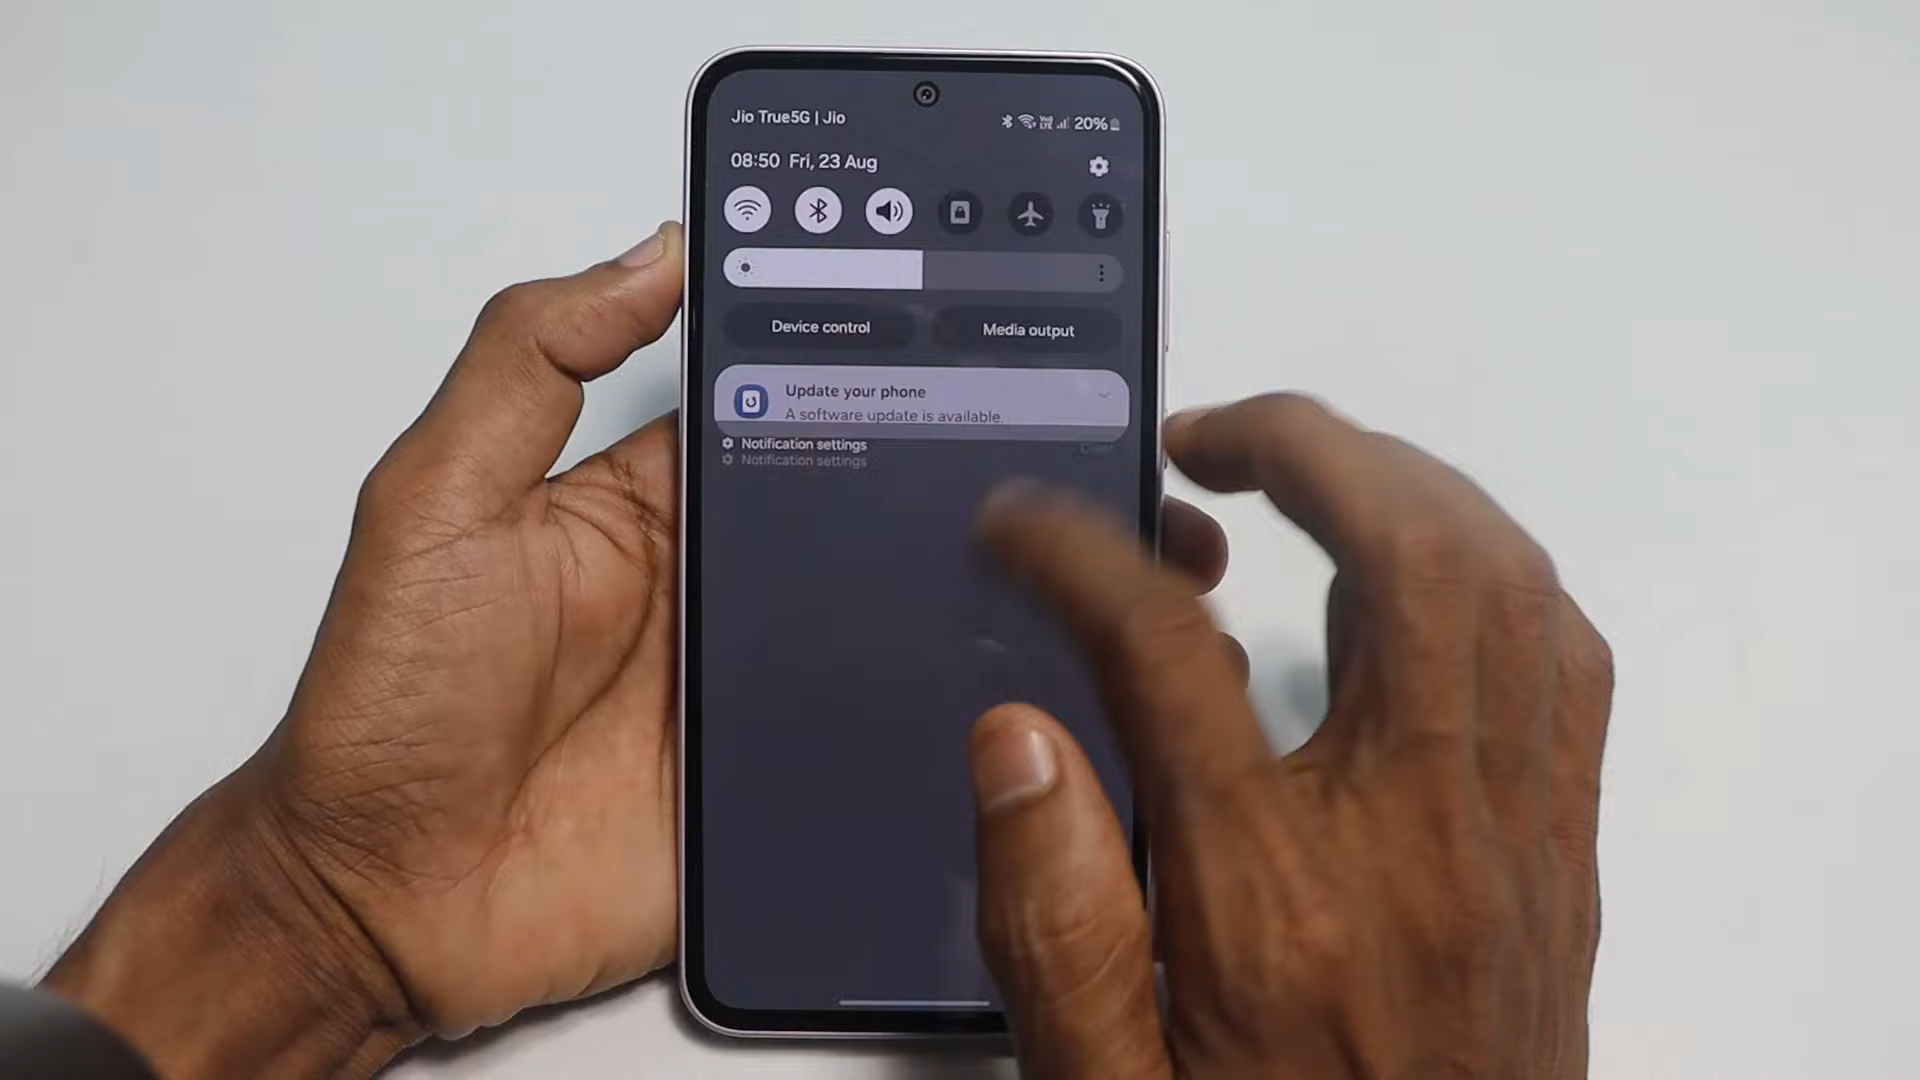 Jio True5G | Jio
20%
08:50 Fri, 23 Aug
Device control
Media output
Update your phone
A software update is available.
Notification settings
Notification settings